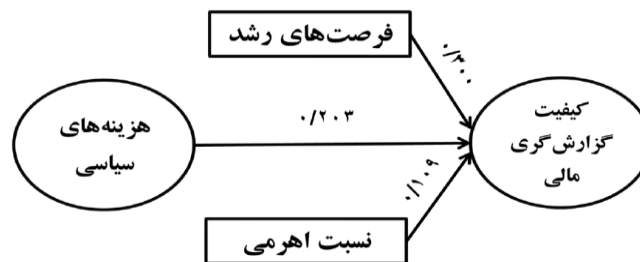 فرصت‌های رشد
۰/۳۰۰
هزینه‌های
سیاسی
۰/۲۰۳
کیفیت
گزارش‌گری
مالی
۰/۱۰۹
نسبت اهرمی